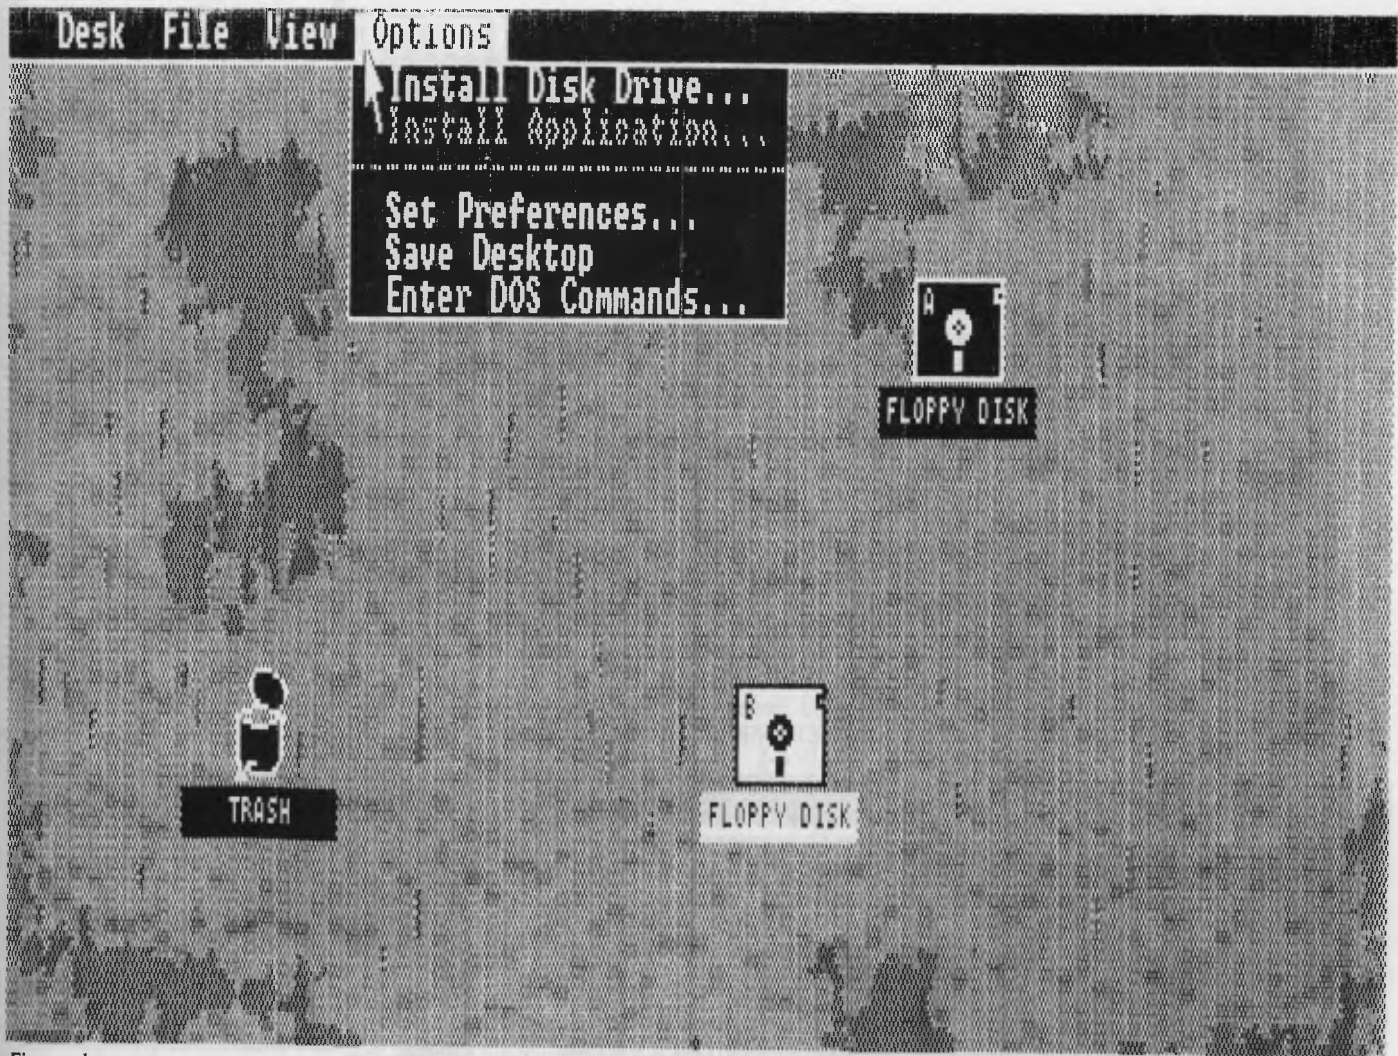 Desk File View Options
Install Disk Drive...
Install Application...
Set Preferences...
Save Desktop
Enter DOS Commands...
A
FLOPPY DISK
B
FLOPPY DISK
TRASH